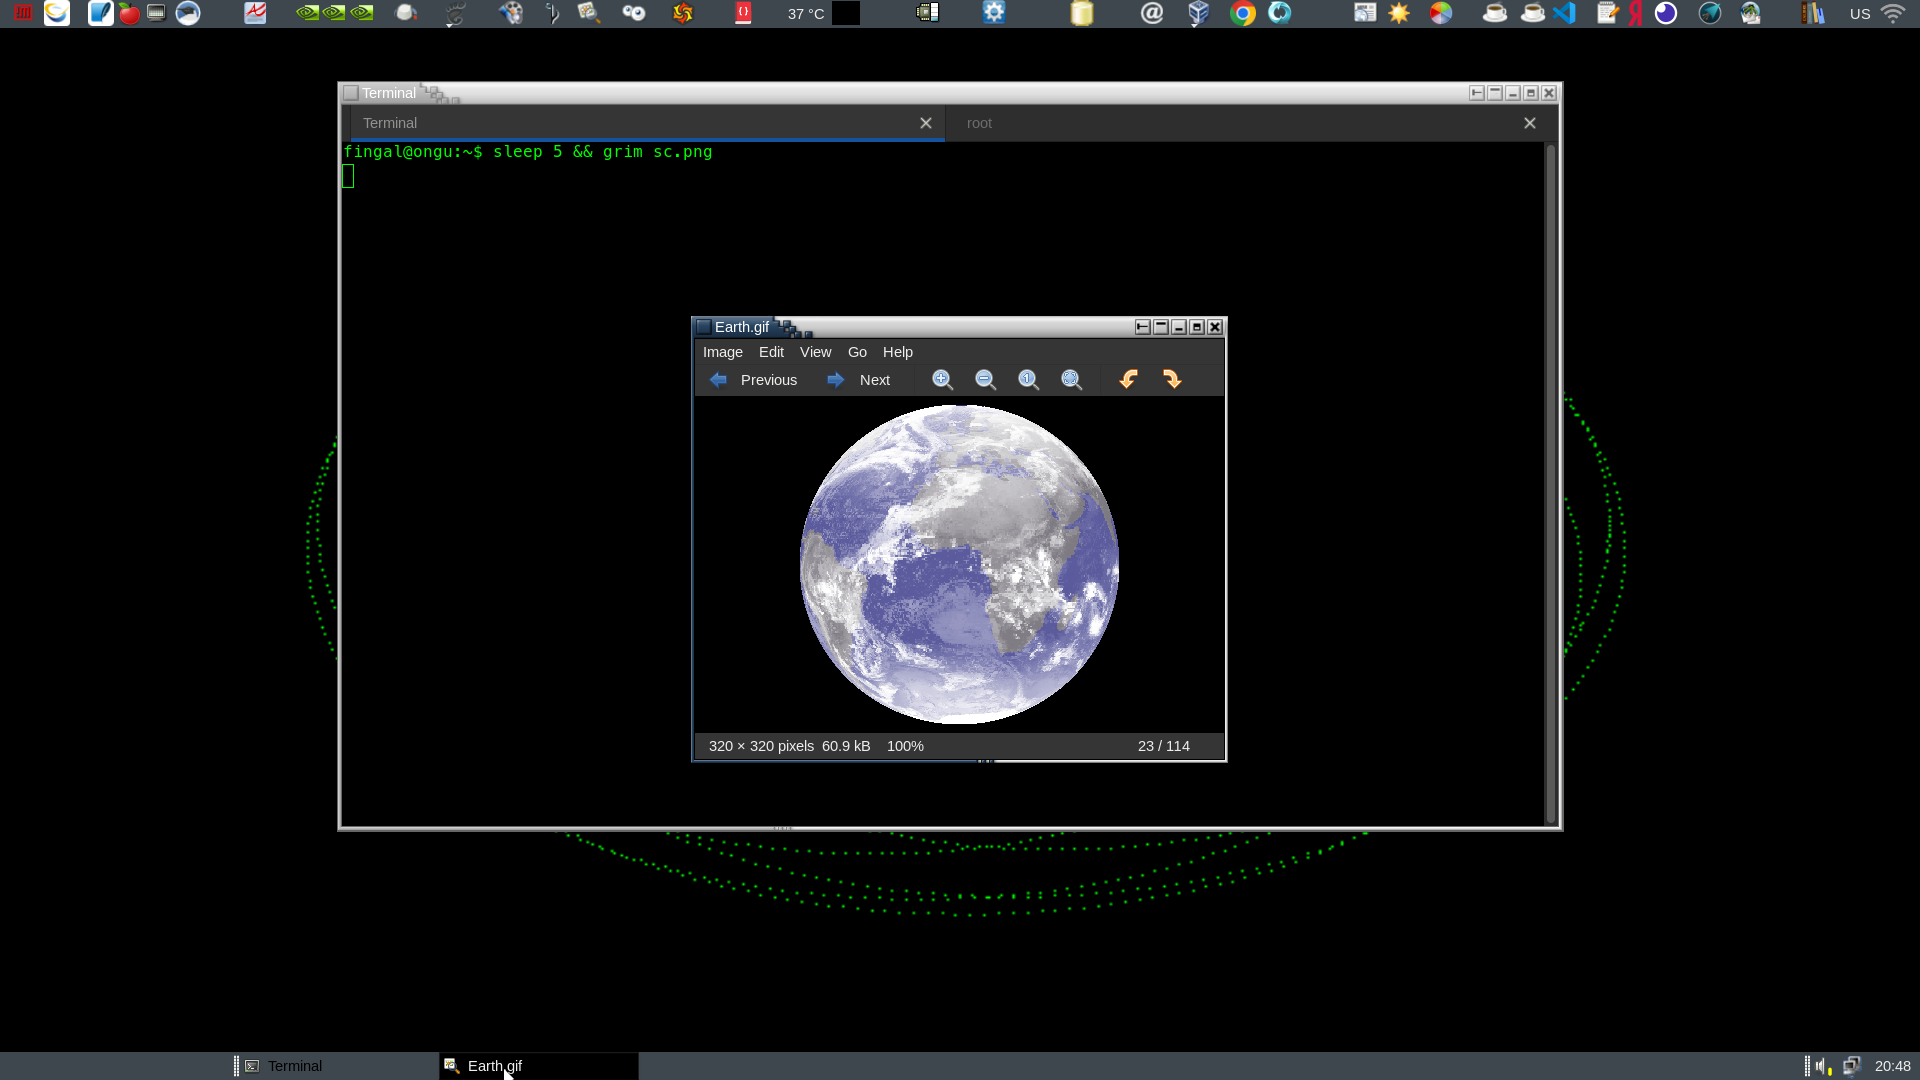 37 °C
@
US
Terminal
Terminal
root
fingal@ongu:~$ sleep 5 && grim sc.png
Earth.gif
Image Edit View Go Help
Previous Next
320 × 320 pixels 60.9 kB 100% 23 / 114
Terminal
Earth.gif
20:48